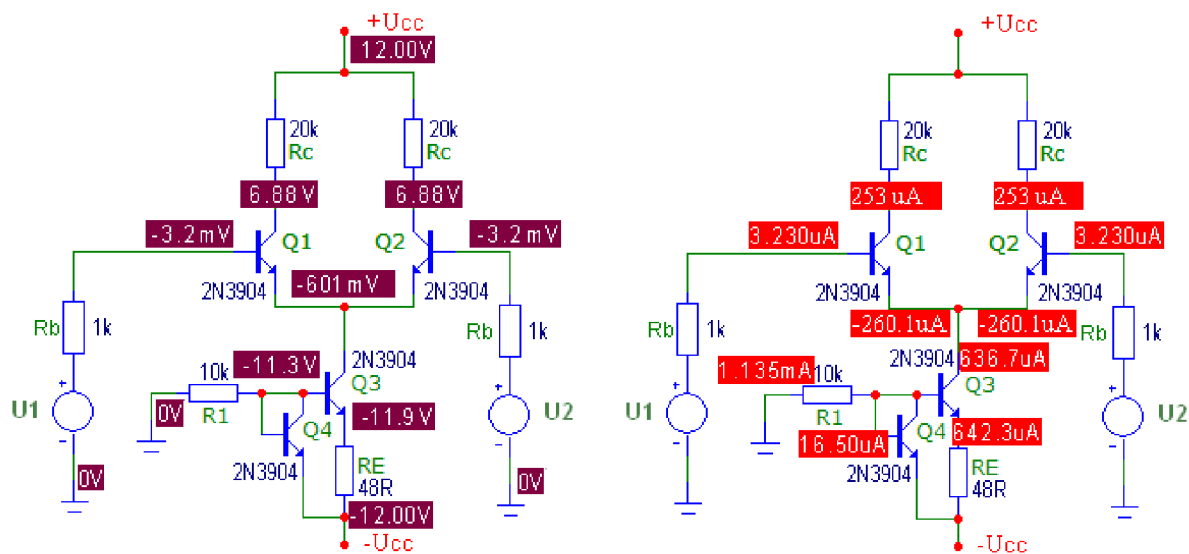 +Ucc
12.00V
20k
Rc
20k
Rc
6.88V
6.88V
-3.2mV
Q1
Q2
-3.2mV
2N3904
-601mV
2N3904
Rb
1k
Rb
1k
2N3904
-11.3V
10k
Q3
R1
0V
-11.9V
Q4
+
U1
-
+
U2
-
2N3904
RE
48R
0V
0V
-12.00V
-Ucc
+Ucc
20k
Rc
20k
Rc
253uA
253uA
3.230uA
Q1
Q2
3.230uA
2N3904
2N3904
-260.1uA
-260.1uA
Rb
1k
Rb
1k
2N3904
636.7uA
1.135mA
10k
Q3
R1
16.50uA
Q4
642.3uA
+
U1
-
+
U2
-
2N3904
RE
48R
-Ucc